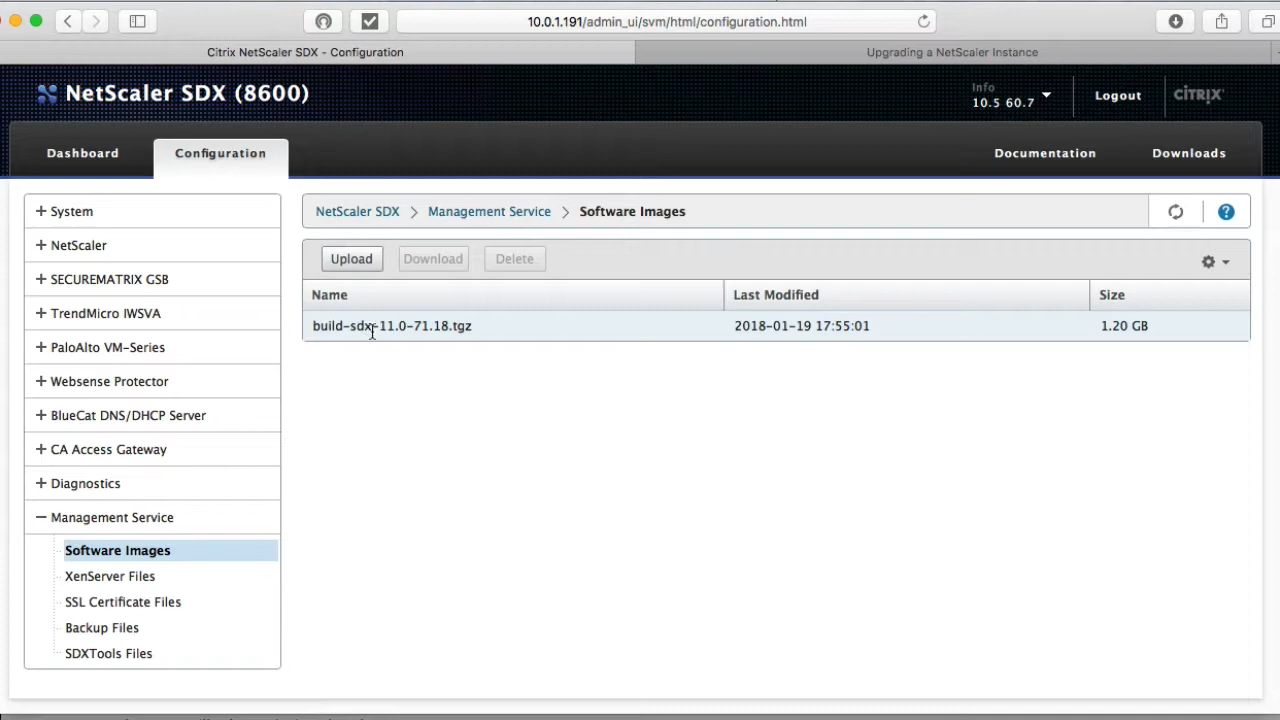 10.0.1.191/admin_ui/svm/html/configuration.html
Citrix NetScaler SDX - Configuration
Upgrading a NetScaler Instance
NetScaler SDX (8600)
Info
10.5 60.7
Logout
CITRIX
Dashboard
Configuration
Documentation
Downloads
System
NetScaler
SECUREMATRIX GSB
TrendMicro IWSVA
PaloAlto VM-Series
Websense Protector
BlueCat DNS/DHCP Server
CA Access Gateway
Diagnostics
Management Service
Software Images
XenServer Files
SSL Certificate Files
Backup Files
SDXTools Files
NetScaler SDX > Management Service > Software Images
Upload Download Delete
Name Last Modified Size
build-sdx-11.0-71.18.tgz 2018-01-19 17:55:01 1.20 GB